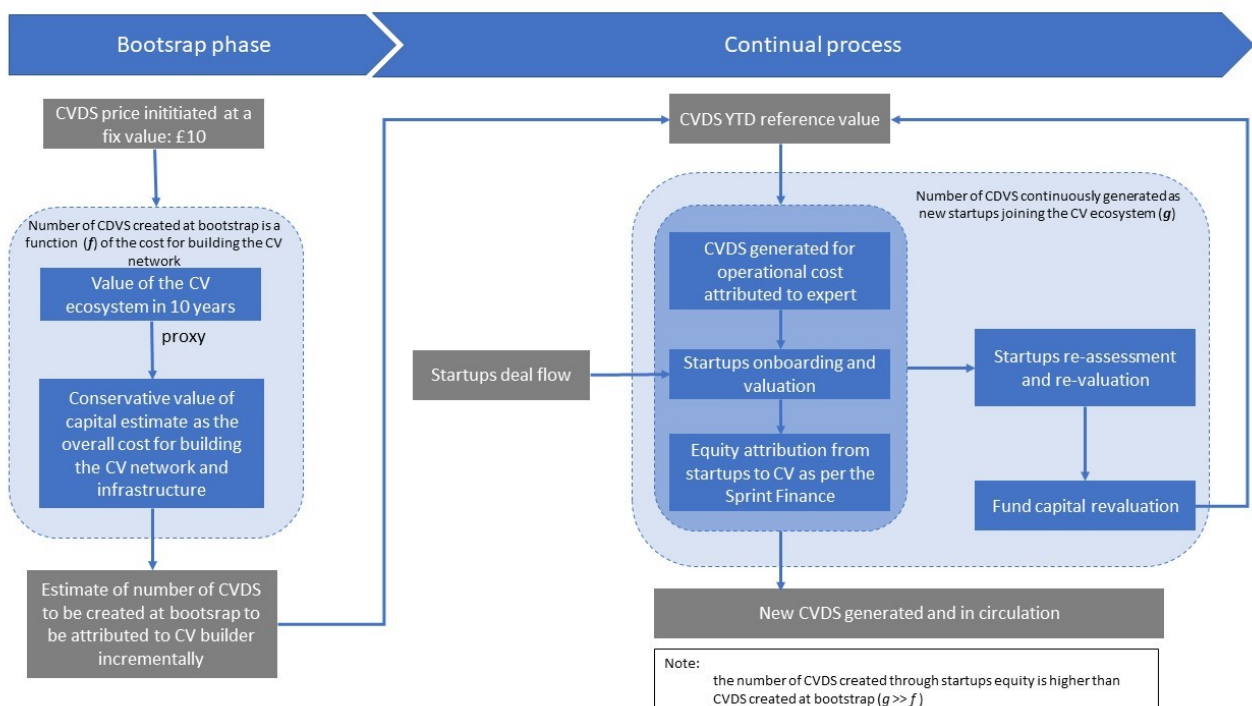 Bootsrap phase
Continual process
CVDS price inititiated at a
fix value: £10
Number of CDVS created at bootstrap is a
function (f) of the cost for building the CV
network
Value of the CV
ecosystem in 10 years
proxy
Conservative value of
capital estimate as the
overall cost for building
the CV network and
infrastructure
Estimate of number of CVDS
to be created at bootsrap to
be attributed to CV builder
incrementally
CVDS YTD reference value
Number of CDVS continuously generated as
new startups joining the CV ecosystem (g)
CVDS generated for
operational cost
attributed to expert
Startups deal flow
Startups onboarding and
valuation
Equity attribution from
startups to CV as per the
Sprint Finance
Startups re-assessment
and re-valuation
Fund capital revaluation
New CVDS generated and in circulation
Note:
the number of CVDS created through startups equity is higher than
CVDS created at bootstrap (g >> f )